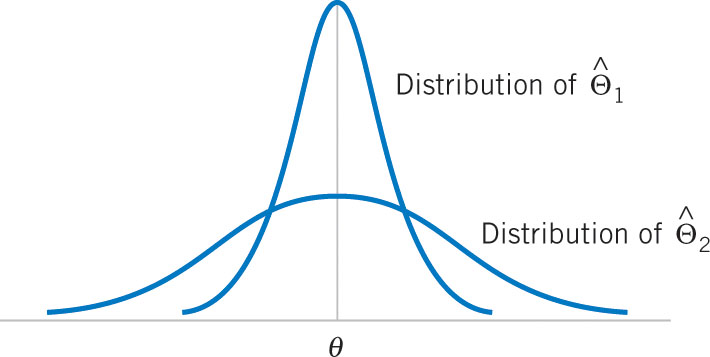 Distribution of Θ̂₁
Distribution of Θ̂₂
θ